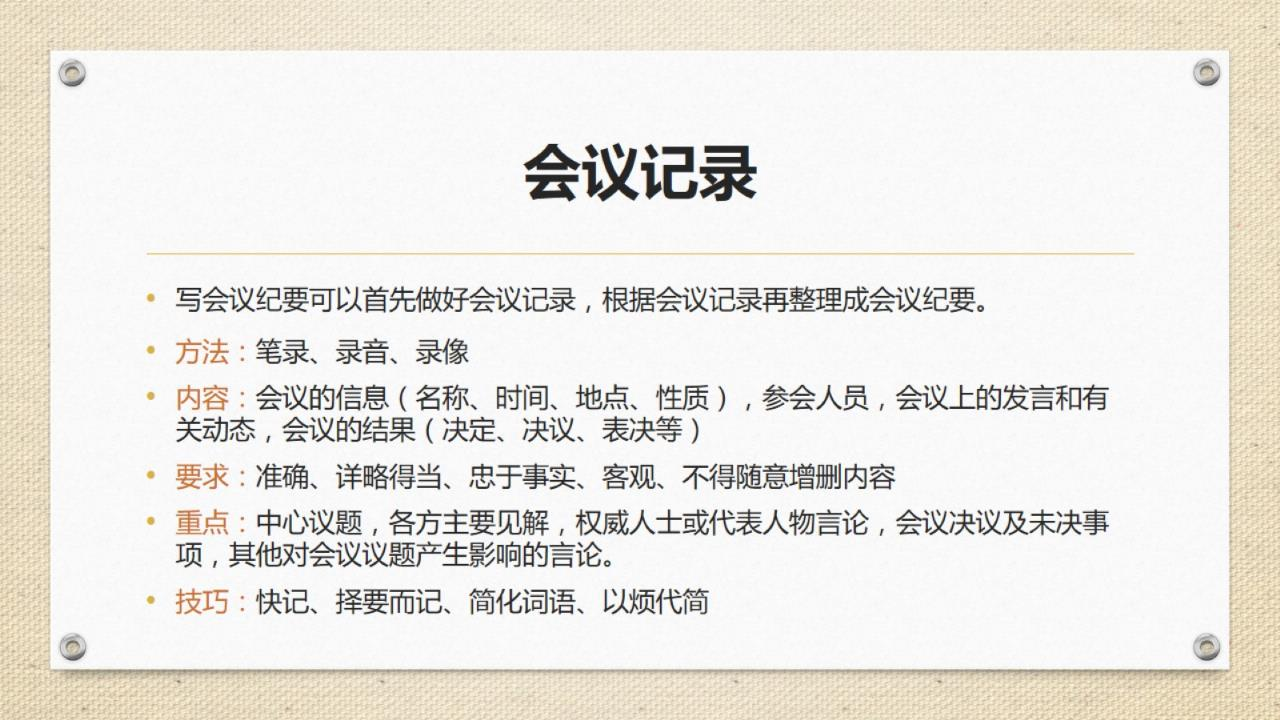 会议记录
• 写会议纪要可以首先做好会议记录，根据会议记录再整理成会议纪要。
• 方法：笔录、录音、录像
• 内容：会议的信息（名称、时间、地点、性质），参会人员，会议上的发言和有
关动态，会议的结果（决定、决议、表决等）
• 要求：准确、详略得当、忠于事实、客观、不得随意增删内容
• 重点：中心议题，各方主要见解，权威人士或代表人物言论，会议决议及未决事
项，其他对会议议题产生影响的言论。
• 技巧：快记、择要而记、简化词语、以烦代简